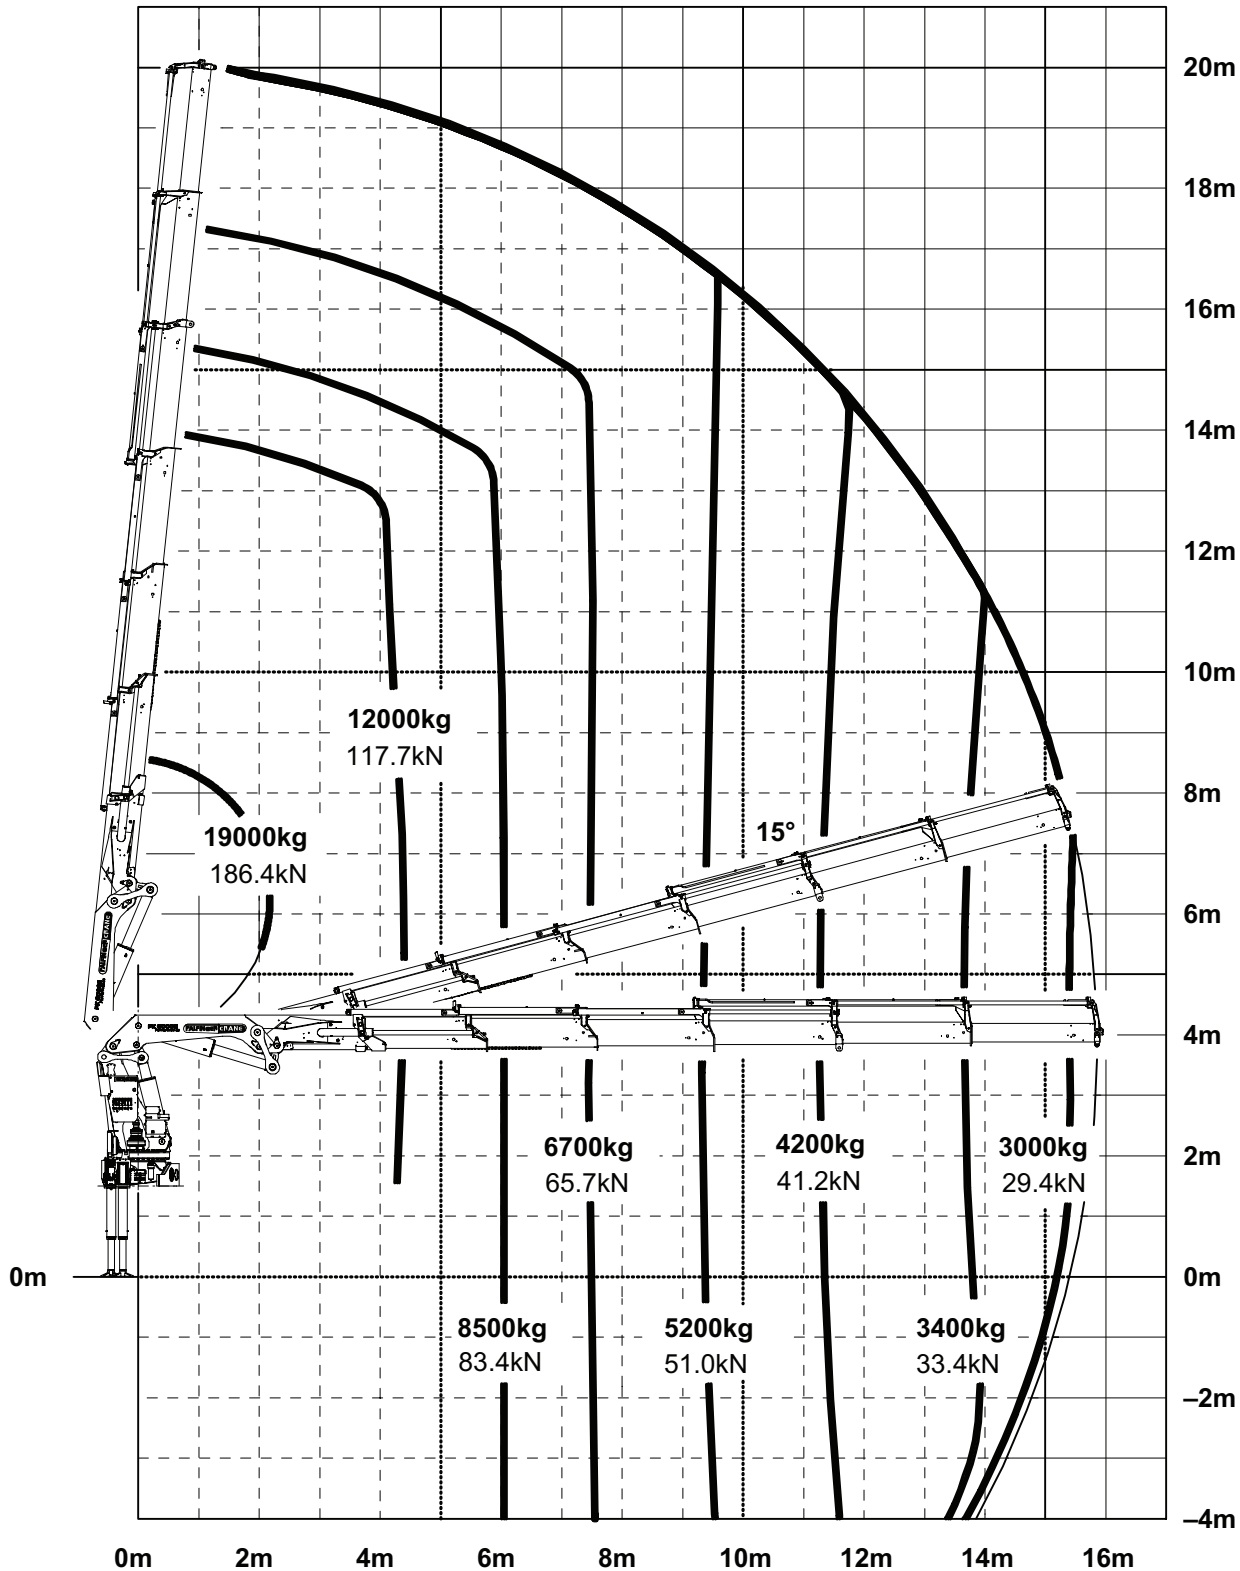 20m
18m
16m
14m
12m
10m
12000kg
117.7kN
8m
19000kg
186.4kN
15°
6m
4m
6700kg
65.7kN
4200kg
41.2kN
3000kg
29.4kN
2m
0m
0m
8500kg
83.4kN
5200kg
51.0kN
3400kg
33.4kN
–2m
–4m
0m 2m 4m 6m 8m 10m 12m 14m 16m